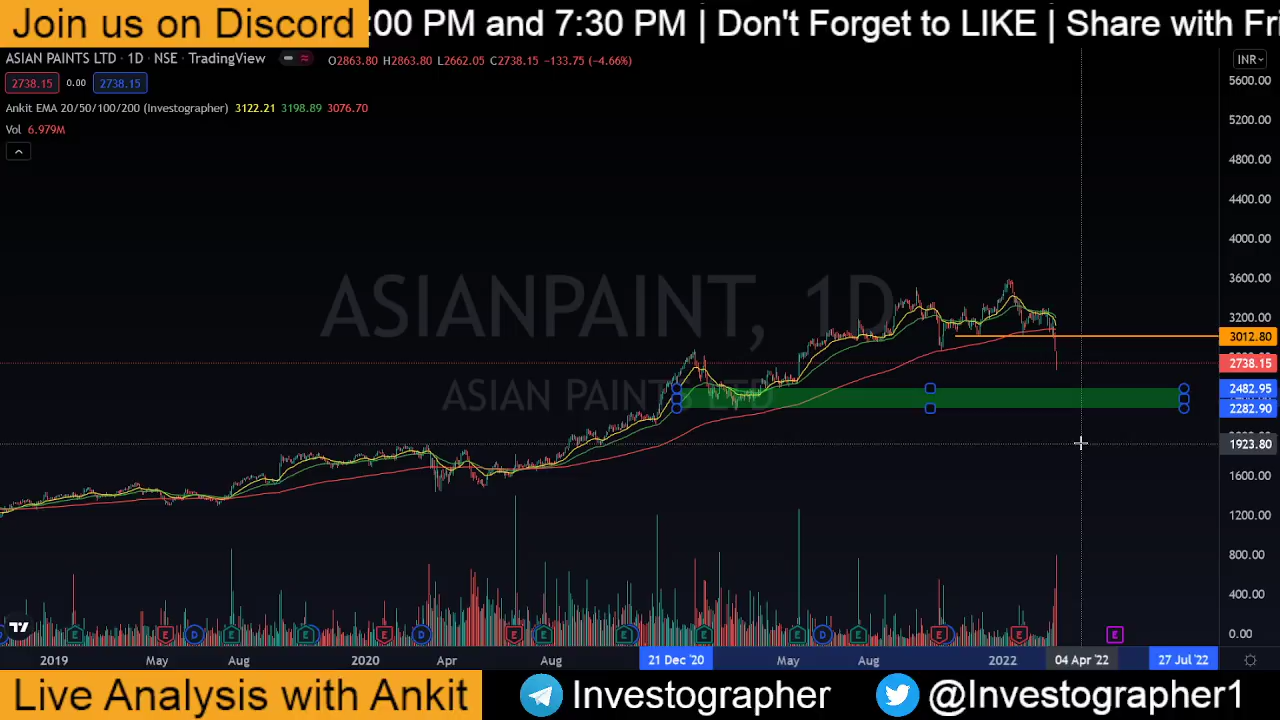 Join us on Discord
:00 PM and 7:30 PM | Don't Forget to LIKE | Share with Fri
ASIAN PAINTS LTD · 1D · NSE · TradingView
O2863.80 H2863.80 L2662.05 C2738.15 −133.75 (−4.66%)
INR
2738.15 0.00 2738.15
Ankit EMA 20/50/100/200 (Investographer) 3122.21 3198.89 3076.70
Vol 6.979M
ASIANPAINT, 1D
ASIAN PAINTS LTD
5600.00
5200.00
4800.00
4400.00
4000.00
3600.00
3200.00
3012.80
2738.15
2482.95
2282.90
1923.80
1600.00
1200.00
800.00
400.00
0.00
E E D E E E D E E E E E D E E E E
2019 May Aug 2020 Apr Aug 21 Dec '20 May Aug 2022 04 Apr '22 27 Jul '22
Live Analysis with Ankit
Investographer
@Investographer1